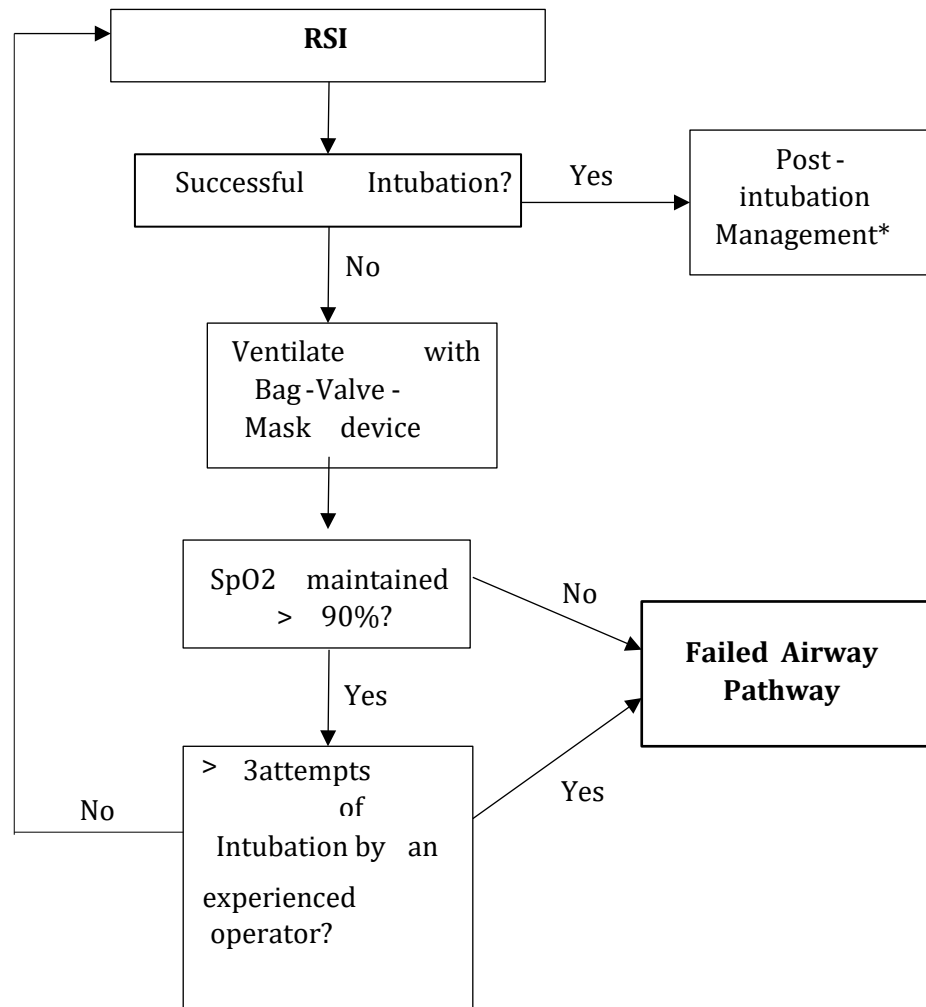 RSI
Successful Intubation?
Yes
Post -
intubation
Management*
No
Ventilate with
Bag -Valve -
Mask device
SpO2 maintained
> 90%?
No
Failed Airway
Pathway
Yes
> 3attempts
of
Intubation by an
experienced
operator?
No
Yes